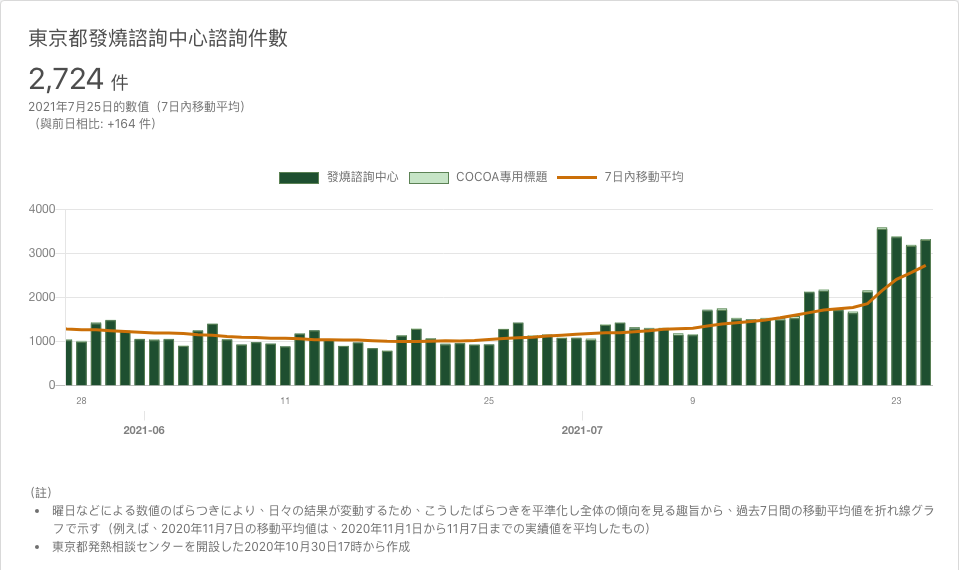 東京都發燒諮詢中心諮詢件數
2,724 件
2021年7月25日的數值（7日內移動平均）
（與前日相比: +164 件）
發燒諮詢中心 COCOA專用標題 7日內移動平均
4000
3000
2000
1000
0
28 11 25 9 23
2021-06 2021-07
（註）
• 曜日などによる数値のばらつきにより、日々の結果が変動するため、こうしたばらつきを平準化し全体の傾向を見る趣旨から、過去7日間の移動平均値を折れ線グラ
フで示す（例えば、2020年11月7日の移動平均値は、2020年11月1日から11月7日までの実績値を平均したもの）
• 東京都発熱相談センターを開設した2020年10月30日17時から作成